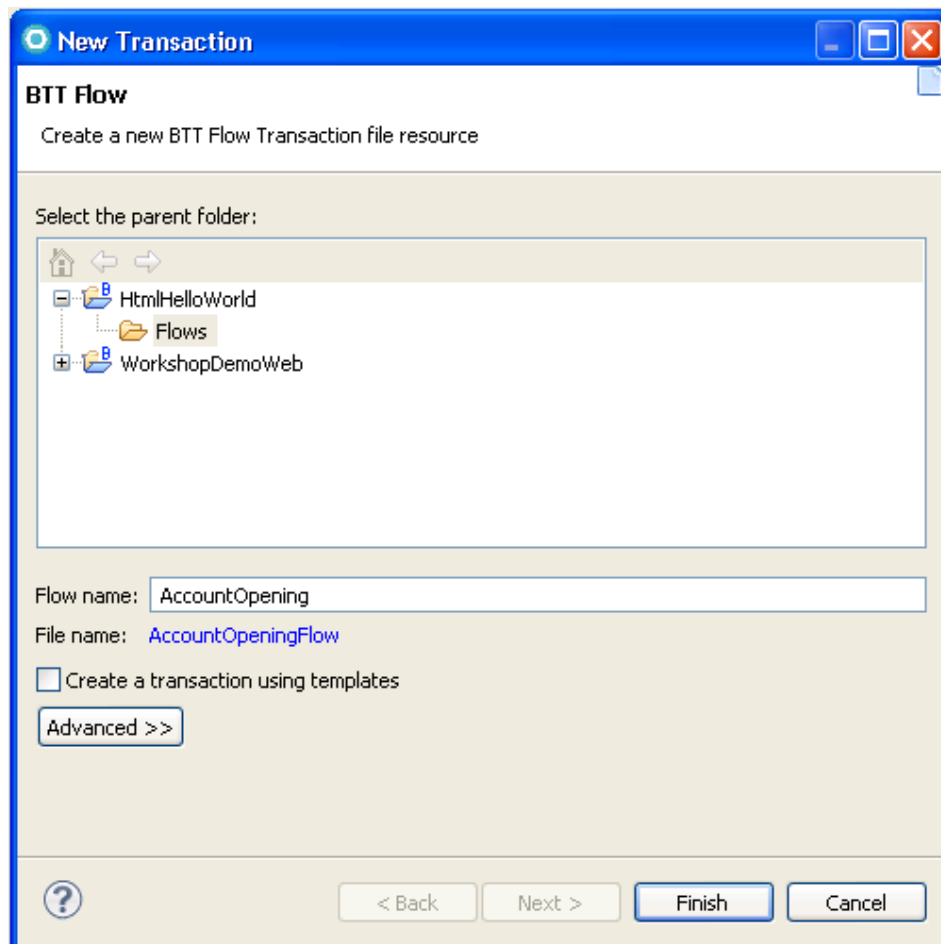 New Transaction
BTT Flow
Create a new BTT Flow Transaction file resource
Select the parent folder:
B HtmlHelloWorld
Flows
B WorkshopDemoWeb
Flow name: AccountOpening
File name: AccountOpeningFlow
Create a transaction using templates
Advanced >>
? < Back Next > Finish Cancel